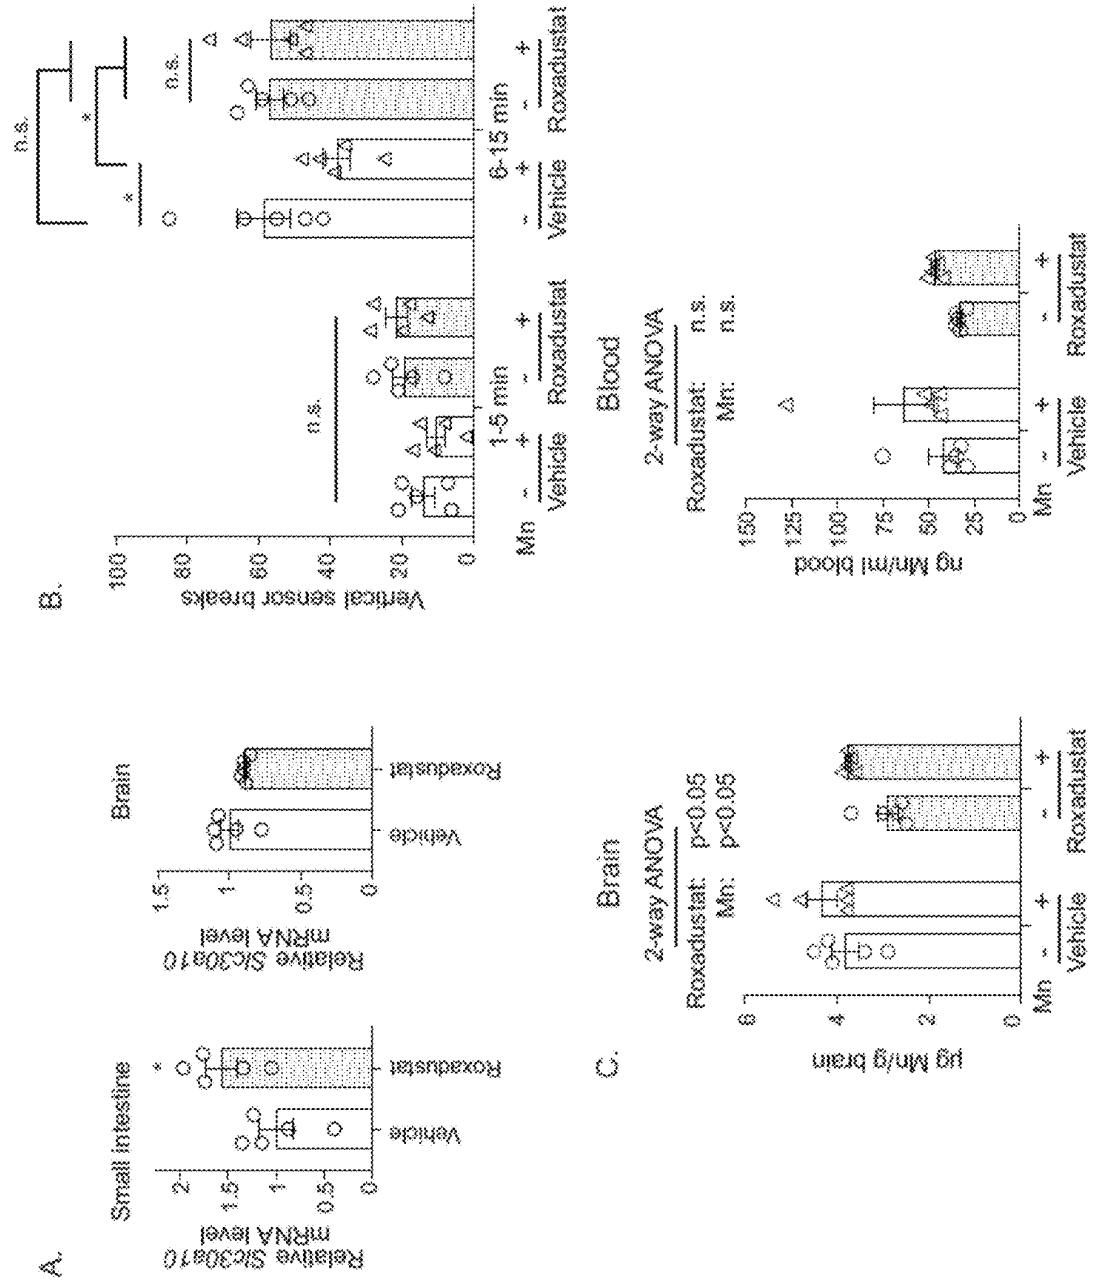 A.
Small intestine
Relative Slc30a10
mRNA level
2
1.5
1
0.5
0
*
Vehicle
Roxadustat
Brain
Relative Slc30a10
mRNA level
1.5
1
0.5
0
Vehicle
Roxadustat
B.
Vertical sensor breaks
100
80
60
40
20
0
n.s.
n.s.
*
*
n.s.
Mn
- + - + - + - +
Vehicle Roxadustat Vehicle Roxadustat
1-5 min 6-15 min
C.
Brain
2-way ANOVA
Roxadustat: p<0.05
Mn: p<0.05
µg Mn/g brain
6
4
2
0
Mn - + - +
Vehicle Roxadustat
Blood
2-way ANOVA
Roxadustat: n.s.
Mn: n.s.
ng Mn/ml blood
150
125
100
75
50
25
0
Mn - + - +
Vehicle Roxadustat